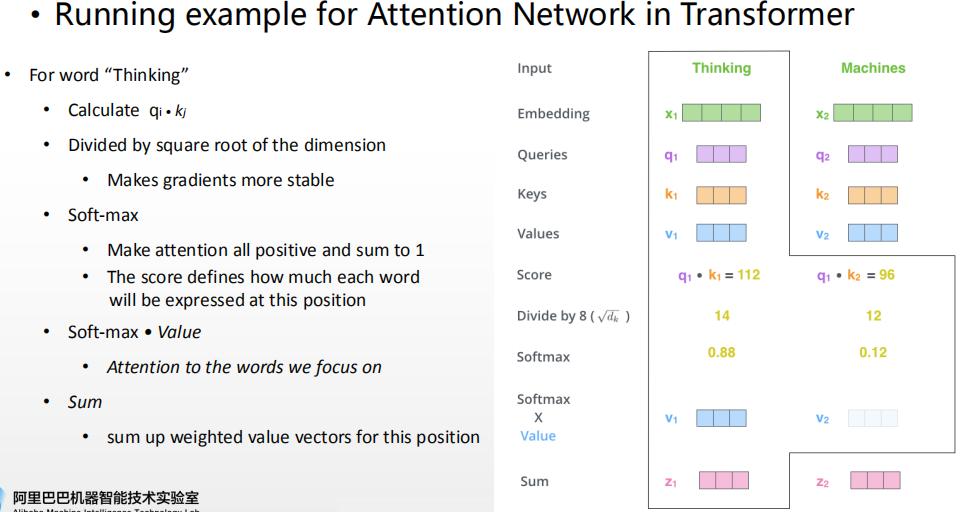 • Running example for Attention Network in Transformer
• For word “Thinking”
• Calculate qi • kj
• Divided by square root of the dimension
• Makes gradients more stable
• Soft-max
• Make attention all positive and sum to 1
• The score defines how much each word
will be expressed at this position
• Soft-max • Value
• Attention to the words we focus on
• Sum
• sum up weighted value vectors for this position
阿里巴巴机器智能技术实验室
Alibaba Machine Intelligence Technology Lab
Input Thinking Machines
Embedding x1 x2
Queries q1 q2
Keys k1 k2
Values v1 v2
Score q1 • k1 = 112 q1 • k2 = 96
Divide by 8 ( √dk ) 14 12
Softmax 0.88 0.12
Softmax
X
Value v1 v2
Sum z1 z2